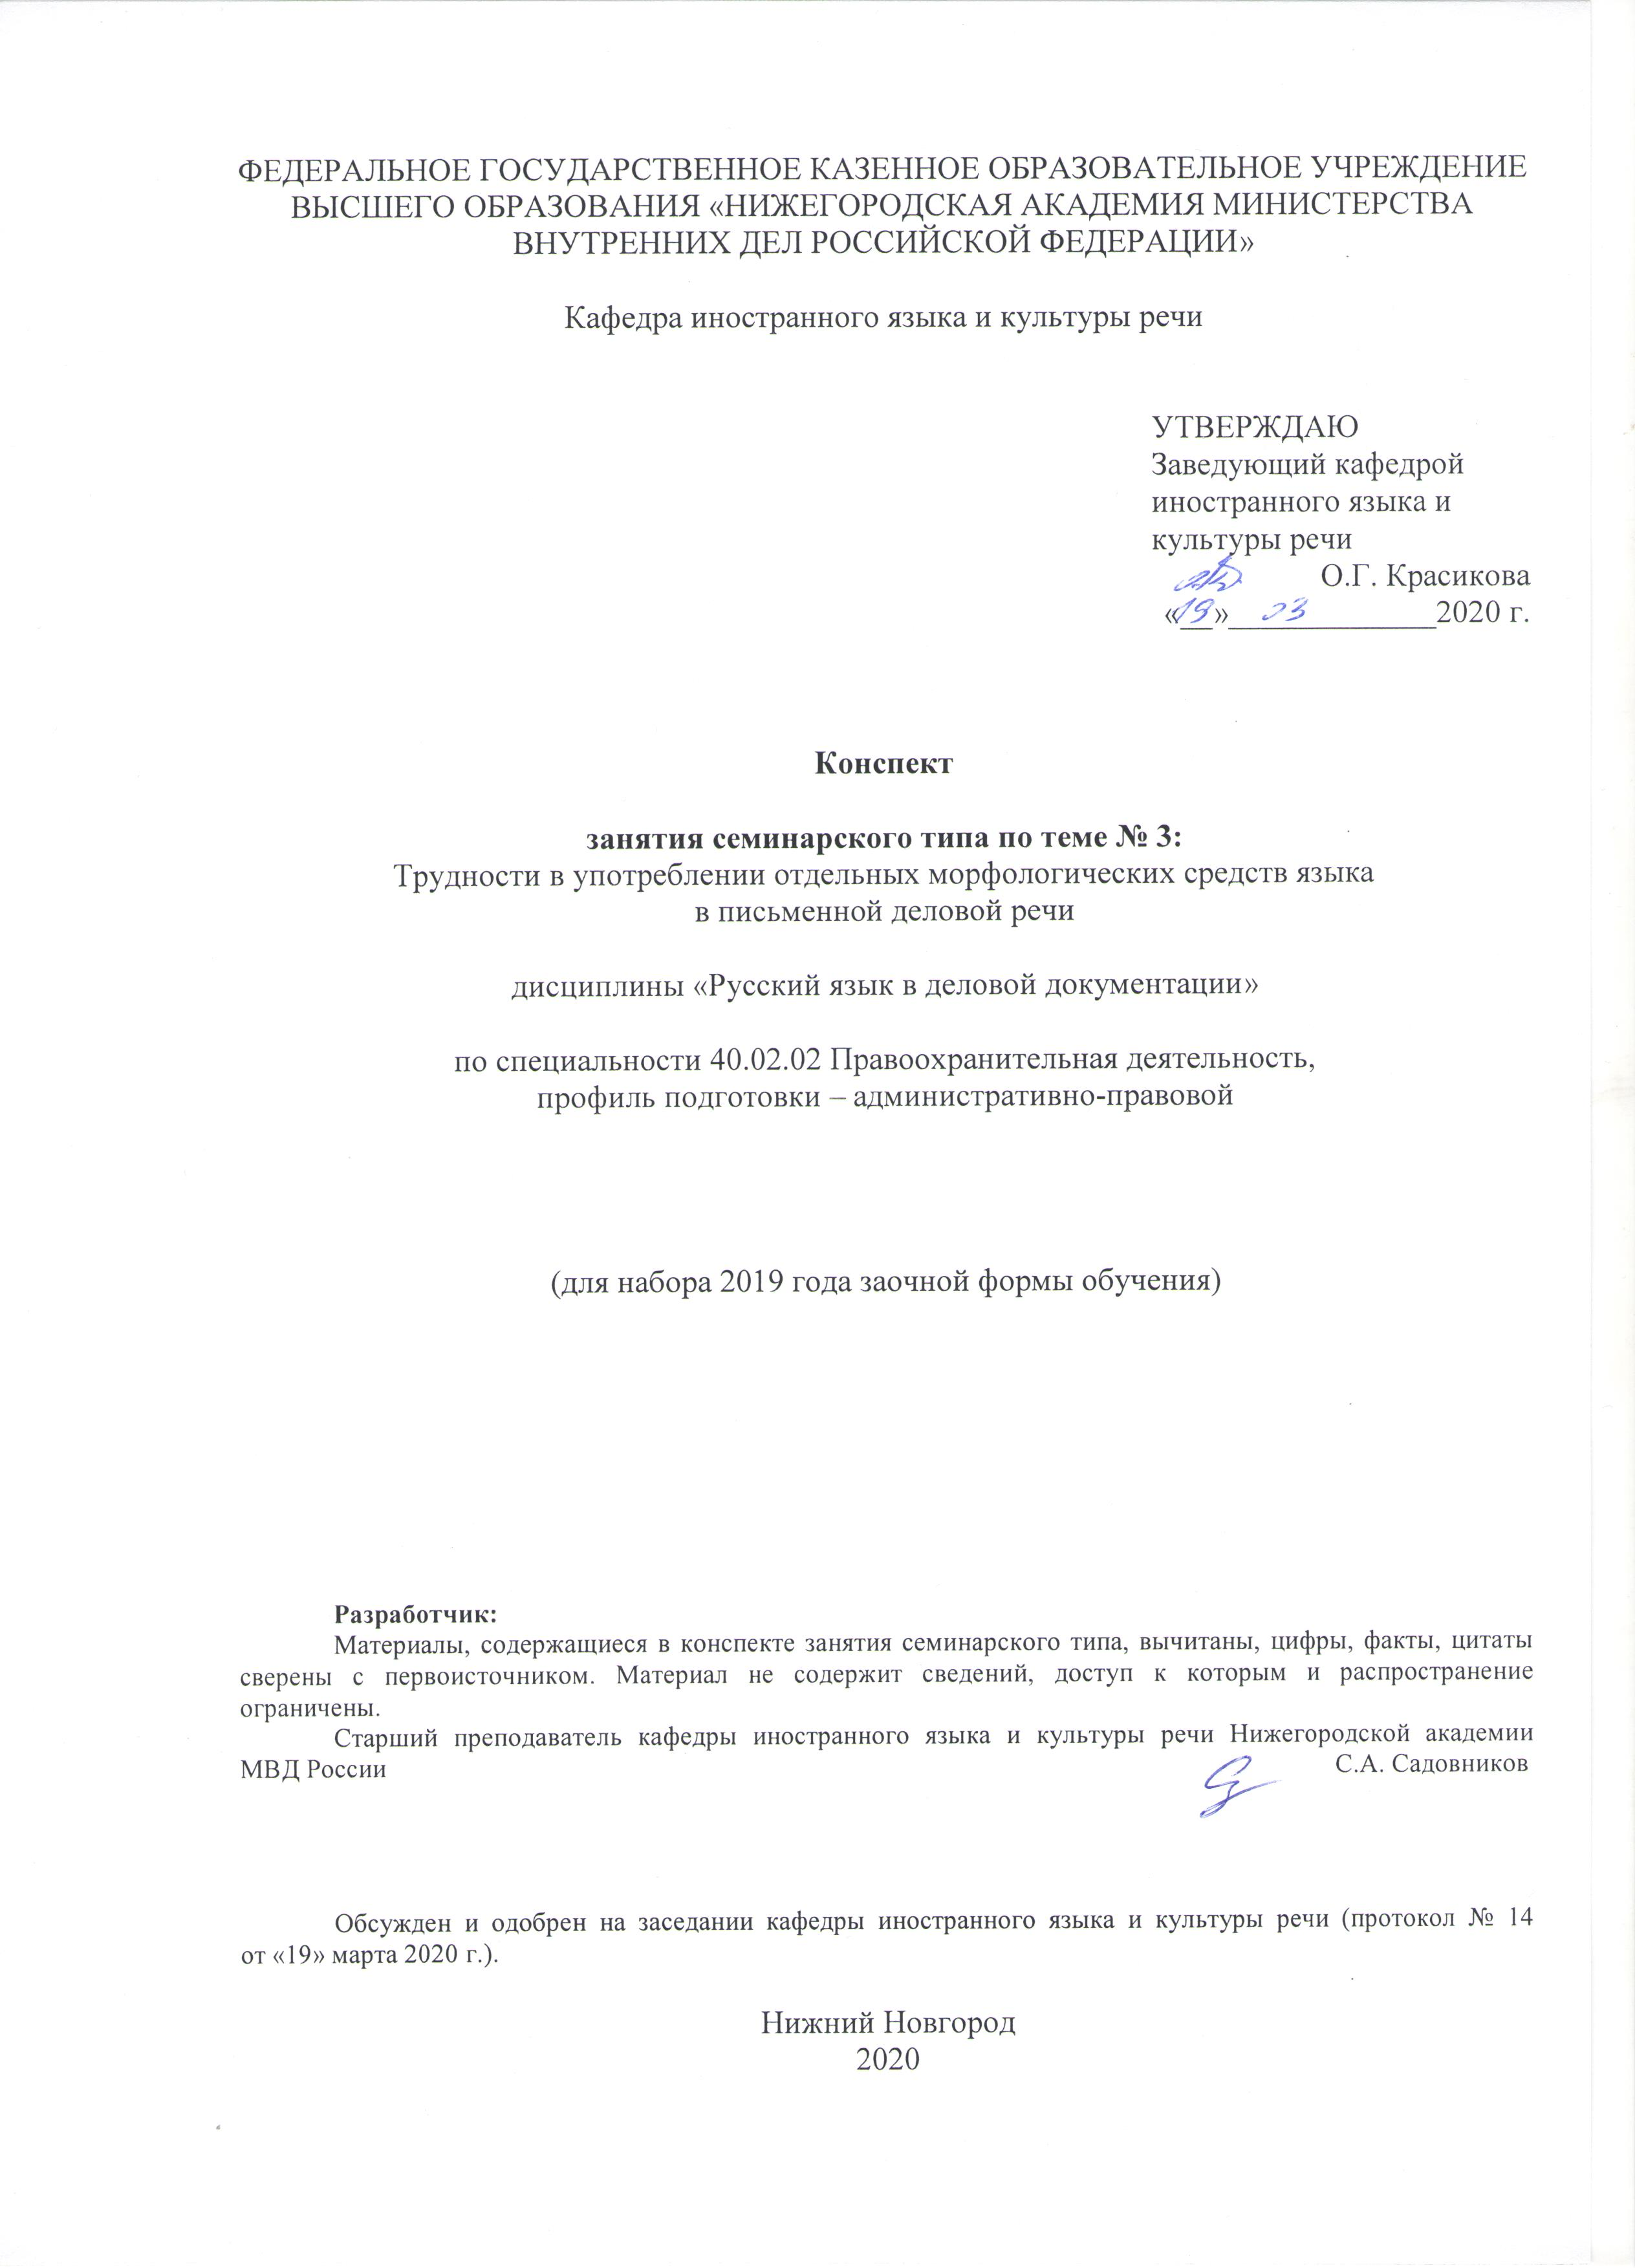 ФЕДЕРАЛЬНОЕ ГОСУДАРСТВЕННОЕ КАЗЕННОЕ ОБРАЗОВАТЕЛЬНОЕ УЧРЕЖДЕНИЕ
ВЫСШЕГО ОБРАЗОВАНИЯ «НИЖЕГОРОДСКАЯ АКАДЕМИЯ МИНИСТЕРСТВА
ВНУТРЕННИХ ДЕЛ РОССИЙСКОЙ ФЕДЕРАЦИИ»
Кафедра иностранного языка и культуры речи
УТВЕРЖДАЮ
Заведующий кафедрой
иностранного языка и
культуры речи
О.Г. Красикова
«19» 03 2020 г.
Конспект
занятия семинарского типа по теме № 3:
Трудности в употреблении отдельных морфологических средств языка
в письменной деловой речи
дисциплины «Русский язык в деловой документации»
по специальности 40.02.02 Правоохранительная деятельность,
профиль подготовки – административно-правовой
(для набора 2019 года заочной формы обучения)
Разработчик:
Материалы, содержащиеся в конспекте занятия семинарского типа, вычитаны, цифры, факты, цитаты
сверены с первоисточником. Материал не содержит сведений, доступ к которым и распространение
ограничены.
Старший преподаватель кафедры иностранного языка и культуры речи Нижегородской академии
МВД России С.А. Садовников
Обсужден и одобрен на заседании кафедры иностранного языка и культуры речи (протокол № 14
от «19» марта 2020 г.).
Нижний Новгород
2020